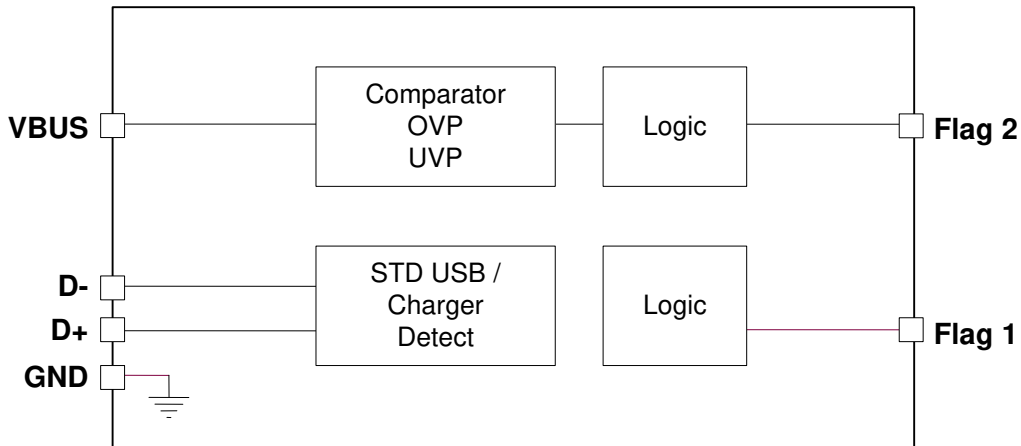 VBUS
Comparator
OVP
UVP
Logic
Flag 2
D-
D+
GND
STD USB /
Charger
Detect
Logic
Flag 1